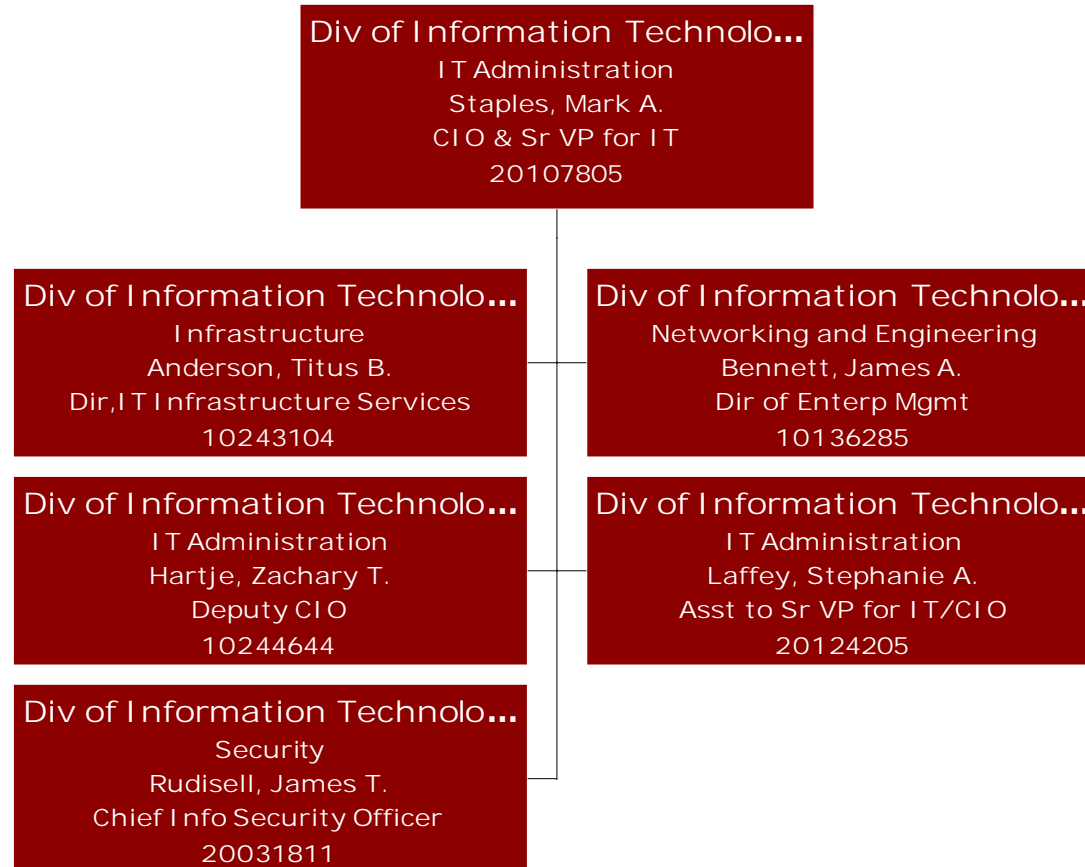 Div of Information Technolo...
IT Administration
Staples, Mark A.
CIO & Sr VP for IT
20107805
Div of Information Technolo...
Infrastructure
Anderson, Titus B.
Dir,IT Infrastructure Services
10243104
Div of Information Technolo...
Networking and Engineering
Bennett, James A.
Dir of Enterp Mgmt
10136285
Div of Information Technolo...
IT Administration
Hartje, Zachary T.
Deputy CIO
10244644
Div of Information Technolo...
IT Administration
Laffey, Stephanie A.
Asst to Sr VP for IT/CIO
20124205
Div of Information Technolo...
Security
Rudisell, James T.
Chief Info Security Officer
20031811